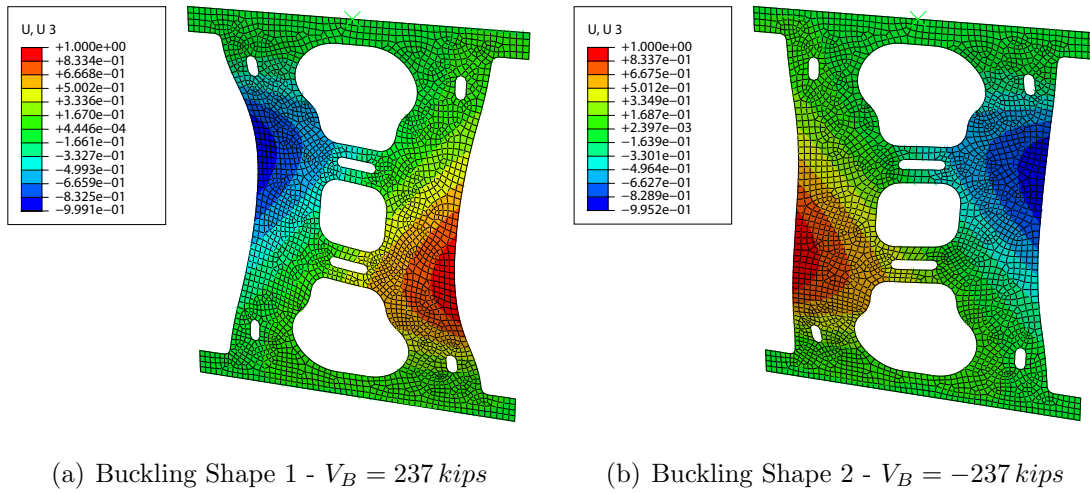 U, U 3
+1.000e+00
+8.334e-01
+6.668e-01
+5.002e-01
+3.336e-01
+1.670e-01
+4.446e-04
−1.661e-01
−3.327e-01
−4.993e-01
−6.659e-01
−8.325e-01
−9.991e-01
U, U 3
+1.000e+00
+8.337e-01
+6.675e-01
+5.012e-01
+3.349e-01
+1.687e-01
+2.397e-03
−1.639e-01
−3.301e-01
−4.964e-01
−6.627e-01
−8.289e-01
−9.952e-01
(a) Buckling Shape 1 - V_B = 237 kips
(b) Buckling Shape 2 - V_B = −237 kips